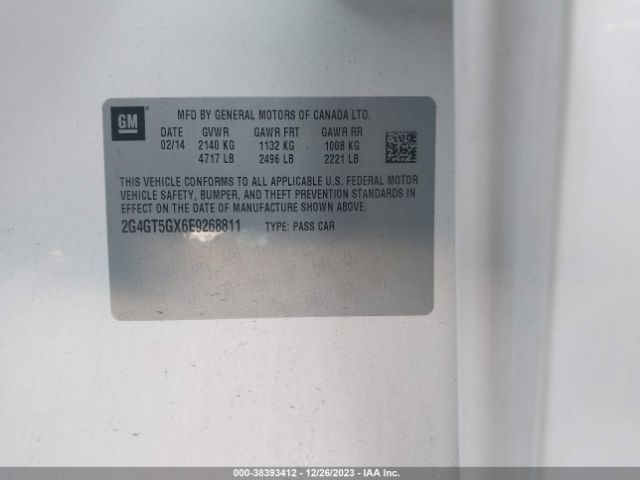 GM
MFD BY GENERAL MOTORS OF CANADA LTD.
DATE GVWR GAWR FRT GAWR RR
02/14 2140 KG 1132 KG 1008 KG
4717 LB 2496 LB 2221 LB
THIS VEHICLE CONFORMS TO ALL APPLICABLE U.S. FEDERAL MOTOR
VEHICLE SAFETY, BUMPER, AND THEFT PREVENTION STANDARDS IN
EFFECT ON THE DATE OF MANUFACTURE SHOWN ABOVE.
2G4GT5GX6E9268811 TYPE: PASS CAR
000-38393412 - 12/26/2023 - IAA Inc.